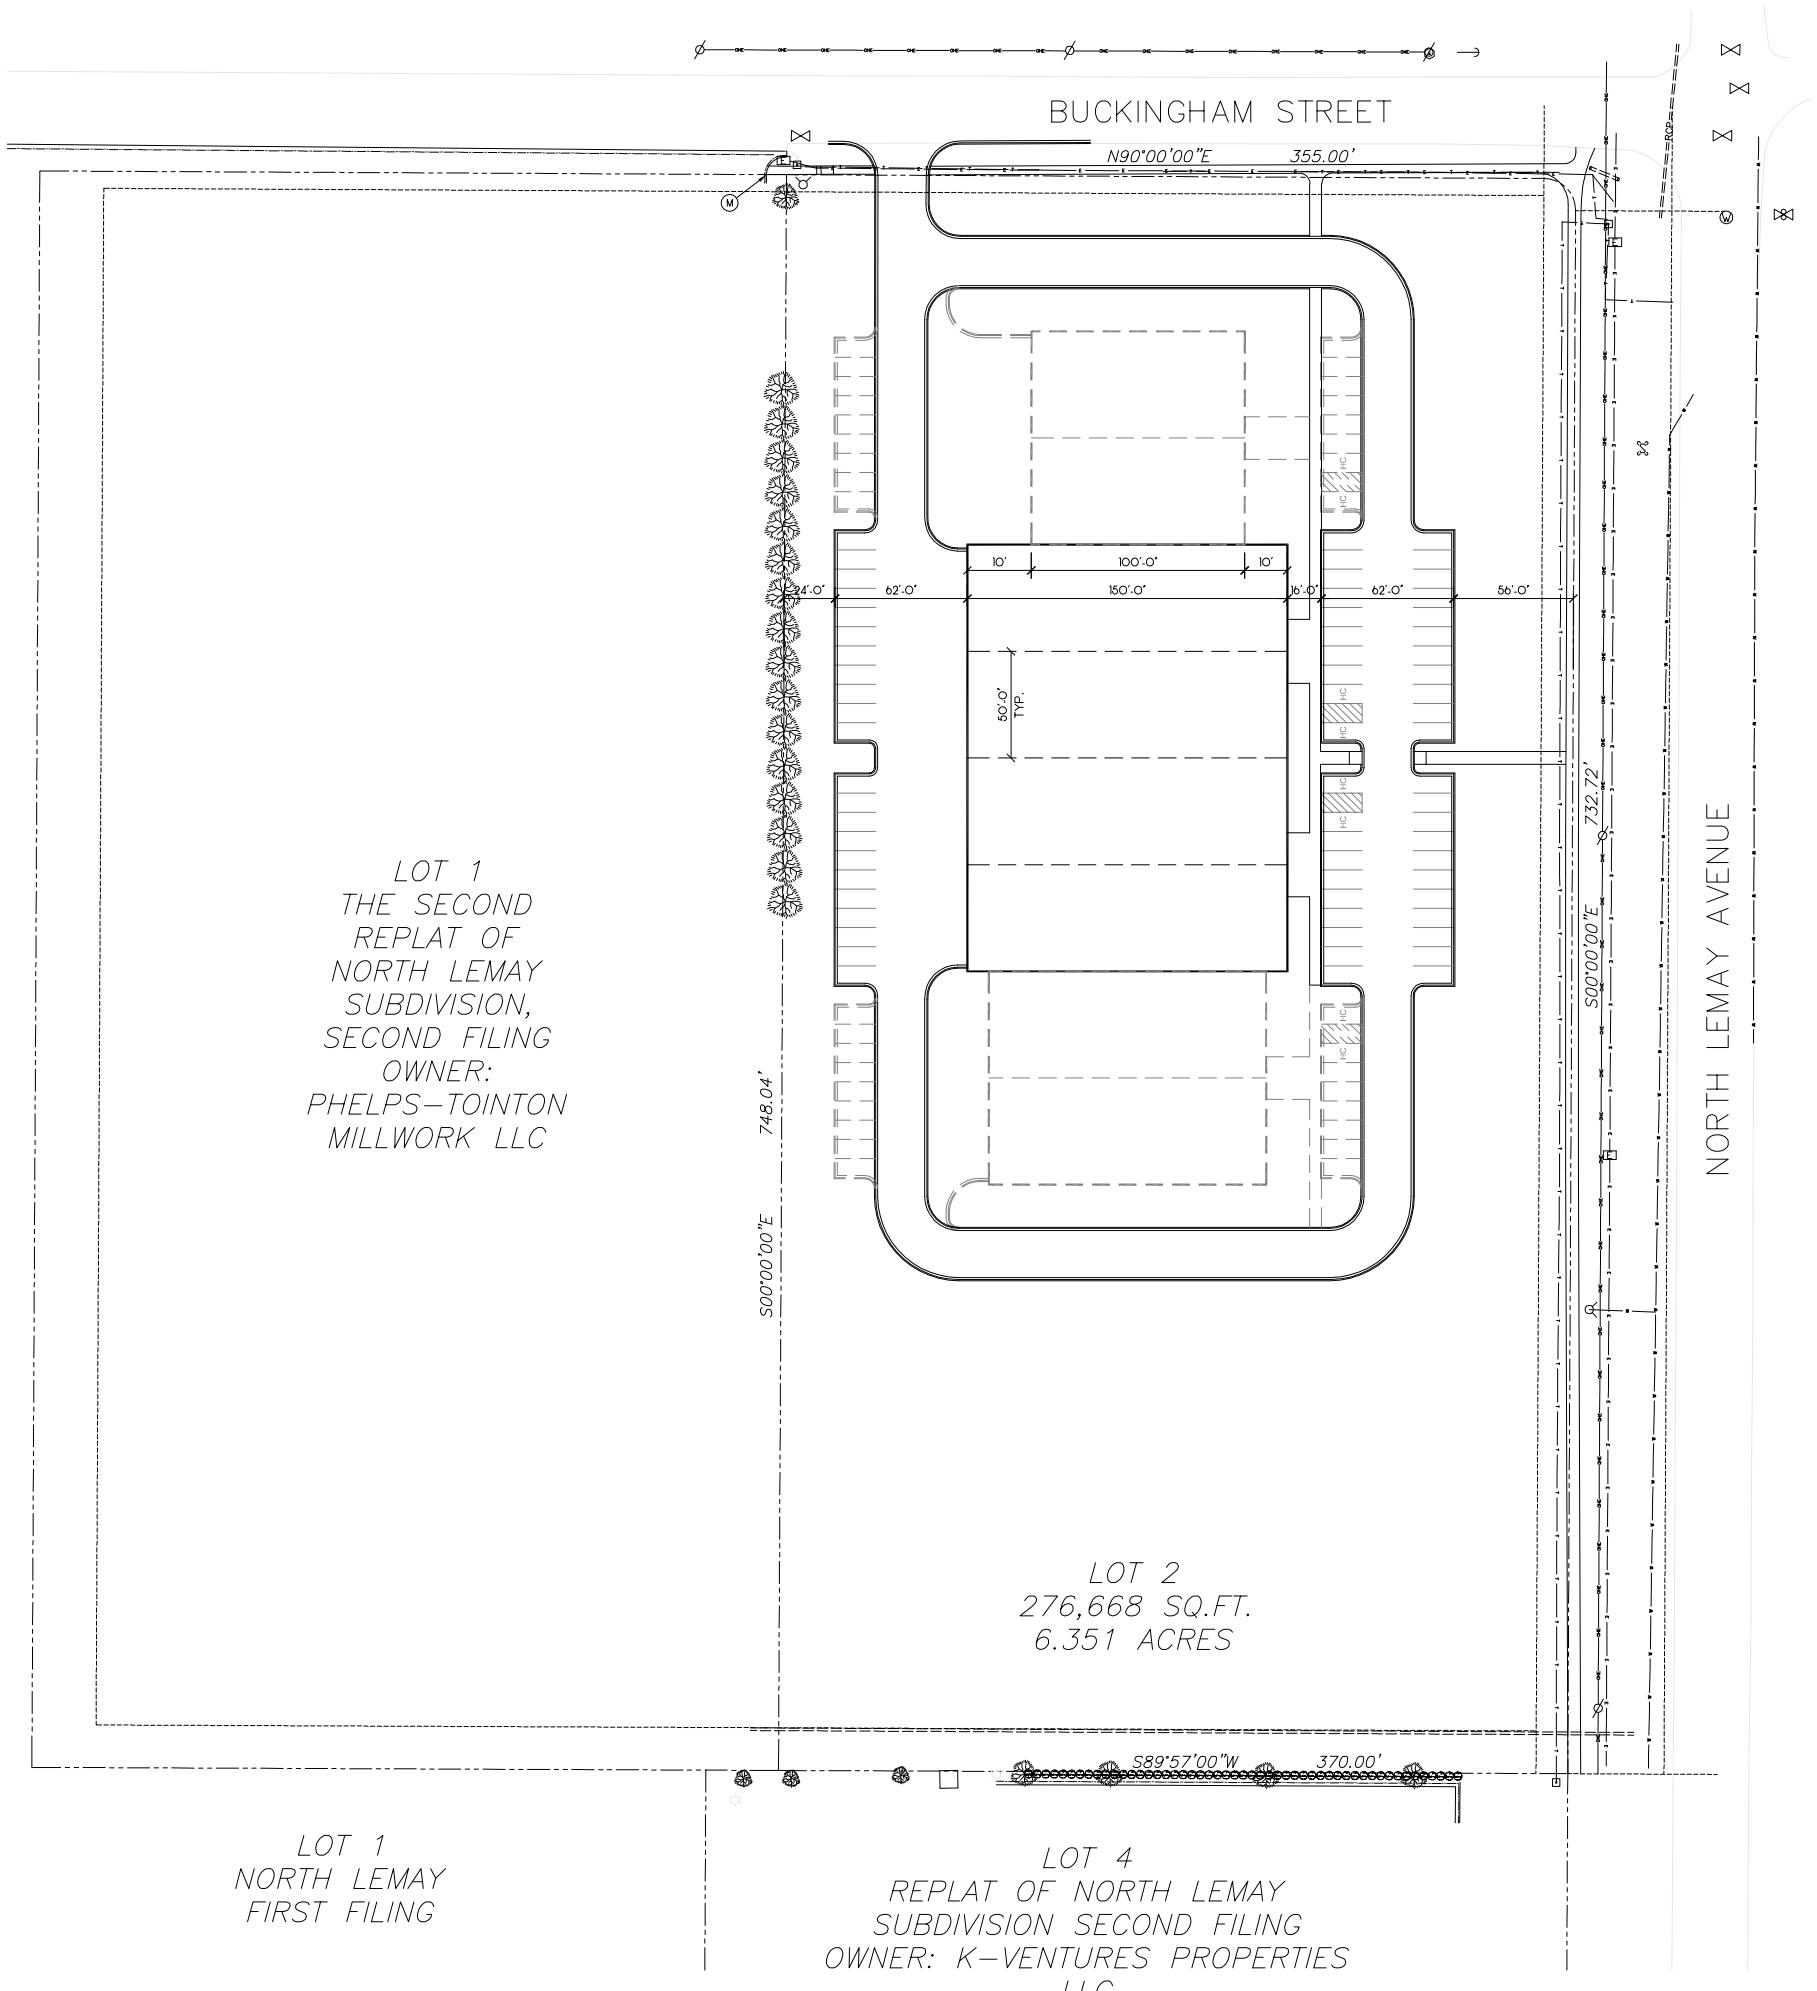 BUCKINGHAM STREET
N90°00'00"E 355.00'
RCP
M
W
HC
HC
10'
100'-0"
10'
24'-0"
62'-0"
150'-0"
16'-0"
62'-0"
56'-0"
50'-0"
TYP.
HC
HC
HC
HC
S00°00'00"E 732.72'
NORTH LEMAY AVENUE
LOT 1
THE SECOND
REPLAT OF
NORTH LEMAY
SUBDIVISION,
SECOND FILING
OWNER:
PHELPS-TOINTON
MILLWORK LLC
HC
HC
S00°00'00"E 748.04'
LOT 2
276,668 SQ.FT.
6.351 ACRES
S89°57'00"W 370.00'
LOT 1
NORTH LEMAY
FIRST FILING
LOT 4
REPLAT OF NORTH LEMAY
SUBDIVISION SECOND FILING
OWNER: K-VENTURES PROPERTIES
LLC